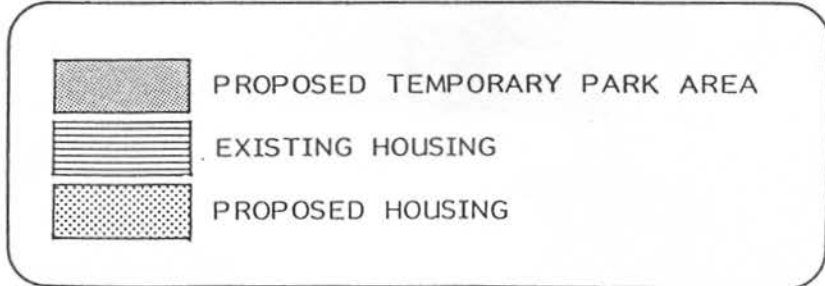 PROPOSED TEMPORARY PARK AREA
EXISTING HOUSING
PROPOSED HOUSING